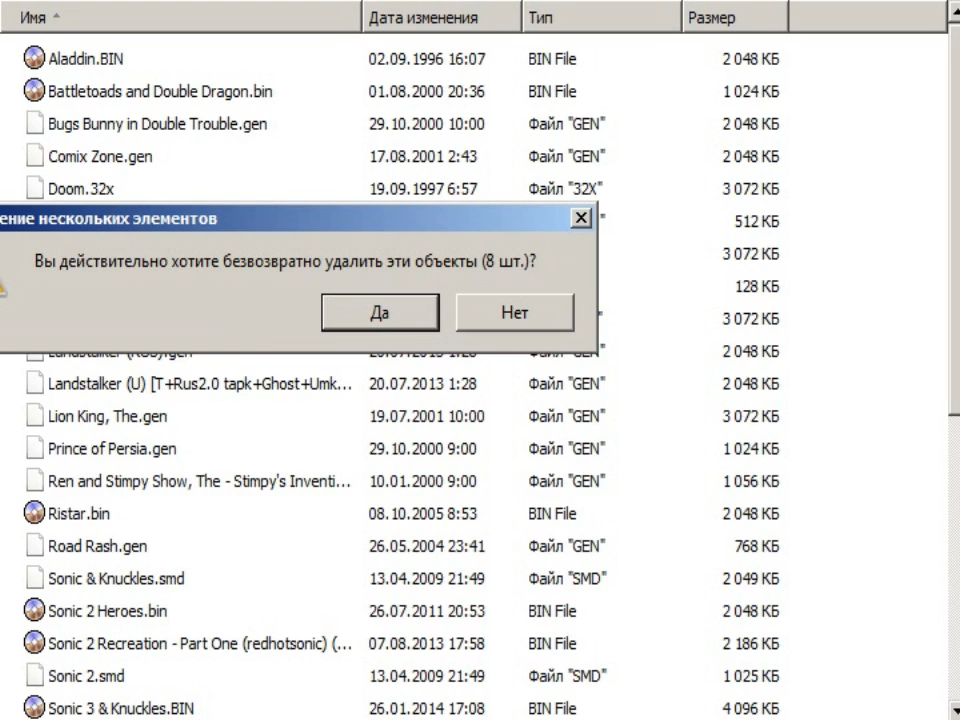 Имя Дата изменения Тип Размер
Aladdin.BIN 02.09.1996 16:07 BIN File 2 048 КБ
Battletoads and Double Dragon.bin 01.08.2000 20:36 BIN File 1 024 КБ
Bugs Bunny in Double Trouble.gen 29.10.2000 10:00 Файл "GEN" 2 048 КБ
Comix Zone.gen 17.08.2001 2:43 Файл "GEN" 2 048 КБ
Doom.32x 19.09.1997 6:57 Файл "32X" 3 072 КБ
ение нескольких элементов
512 КБ
Вы действительно хотите безвозвратно удалить эти объекты (8 шт.)?
3 072 КБ
128 КБ
Да Нет
3 072 КБ
2 048 КБ
Landstalker (U) [T+Rus2.0 tapk+Ghost+Umk... 20.07.2013 1:28 Файл "GEN" 2 048 КБ
Lion King, The.gen 19.07.2001 10:00 Файл "GEN" 3 072 КБ
Prince of Persia.gen 29.10.2000 9:00 Файл "GEN" 1 024 КБ
Ren and Stimpy Show, The - Stimpy's Inventi... 10.01.2000 9:00 Файл "GEN" 1 056 КБ
Ristar.bin 08.10.2005 8:53 BIN File 2 048 КБ
Road Rash.gen 26.05.2004 23:41 Файл "GEN" 768 КБ
Sonic & Knuckles.smd 13.04.2009 21:49 Файл "SMD" 2 049 КБ
Sonic 2 Heroes.bin 26.07.2011 20:53 BIN File 2 048 КБ
Sonic 2 Recreation - Part One (redhotsonic) (... 07.08.2013 17:58 BIN File 2 186 КБ
Sonic 2.smd 13.04.2009 21:49 Файл "SMD" 1 025 КБ
Sonic 3 & Knuckles.BIN 26.01.2014 17:08 BIN File 4 096 КБ